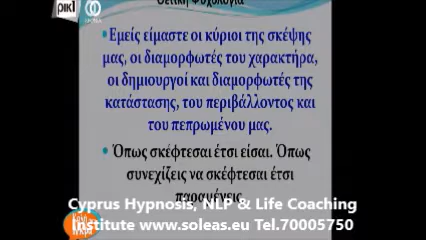 ΡΙΚ1
Θετική Ψυχολογία
• Εμείς είμαστε οι κύριοι της σκέψης
μας, οι διαμορφωτές του χαρακτήρα,
οι δημιουργοί και διαμορφωτές της
κατάστασης, του περιβάλλοντος και
του πεπρωμένου μας.
• Όπως σκέφτεσαι έτσι είσαι. Όπως
συνεχίζεις να σκέφτεσαι έτσι
παραμένεις.
Cyprus Hypnosis, NLP & Life Coaching
Institute www.soleas.eu Tel.70005750